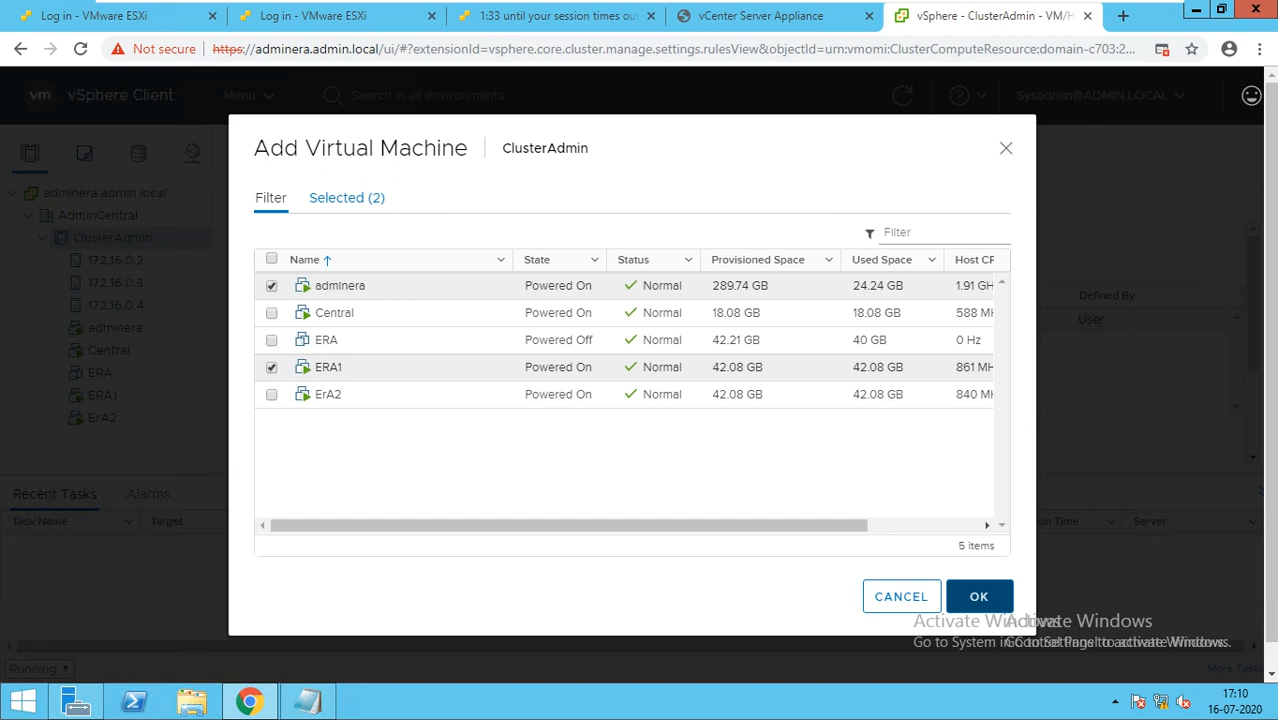 Log in - VMware ESXi
Log in - VMware ESXi
1:33 until your session times ou
vCenter Server Appliance
vSphere - ClusterAdmin - VM/H
Not secure
https://adminera.admin.local/ui/#?extensionId=vsphere.core.cluster.manage.settings.rulesView&objectId=urn:vmomi:ClusterComputeResource:domain-c703:2...
vm vSphere Client Menu Search in all environments Sysadmin@ADMIN.LOCAL
Add Virtual Machine ClusterAdmin
Filter Selected (2)
Filter
Name State Status Provisioned Space Used Space Host CP
adminera Powered On Normal 289.74 GB 24.24 GB 1.91 GH
Central Powered On Normal 18.08 GB 18.08 GB 588 MH
ERA Powered Off Normal 42.21 GB 40 GB 0 Hz
ERA1 Powered On Normal 42.08 GB 42.08 GB 861 MH
ErA2 Powered On Normal 42.08 GB 42.08 GB 840 MH
5 items
CANCEL OK
adminera.admin.local
AdminCentral
ClusterAdmin
172.16.0.2
172.16.0.3
172.16.0.4
adminera
Central
ERA
ERA1
ErA2
Defined By
User
Recent Tasks Alarms
Task Name Target on Time Server
Running More Tasks
Activate Windows
Go to System in Control Panel to activate Windows.
17:10
16-07-2020